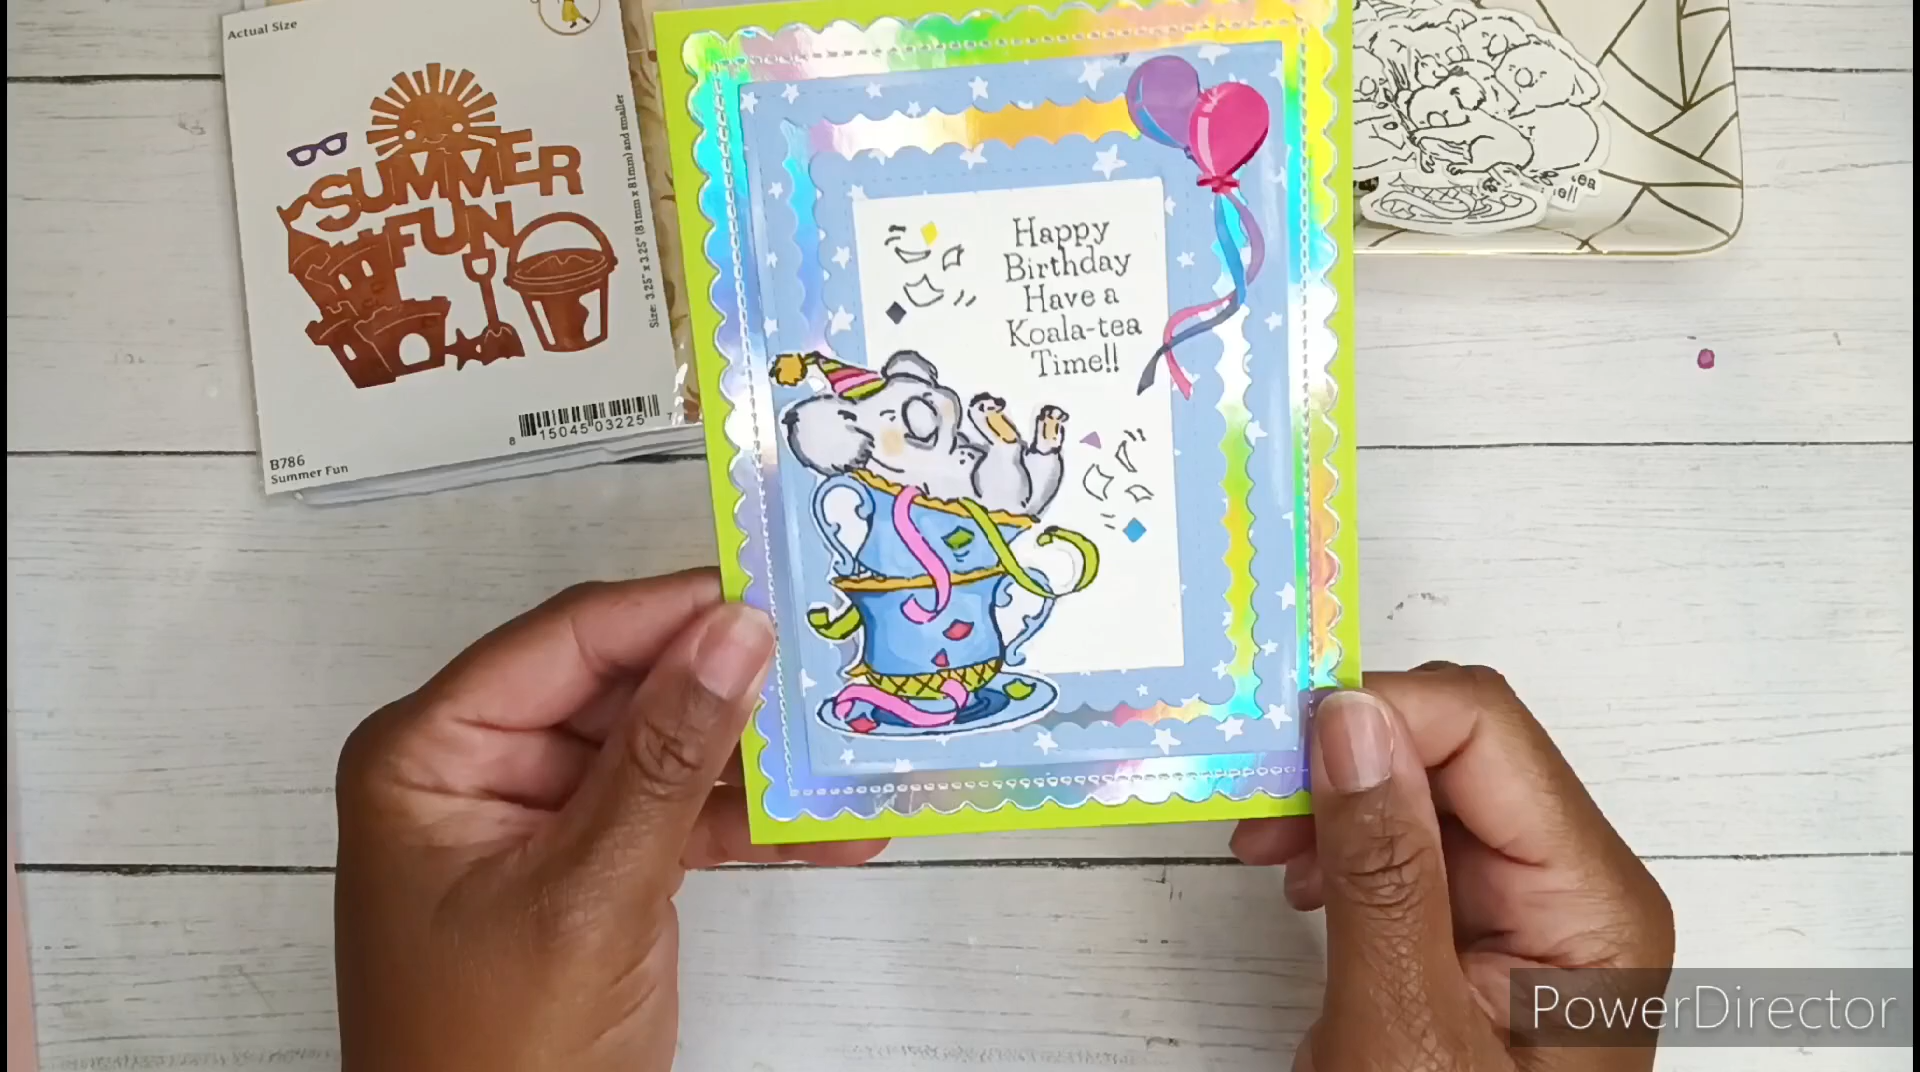 Actual Size
SUMMER
FUN
Size: 3.25" x 3.25" (81mm x 81mm) and smaller
8 15045 03225 7
B786
Summer Fun
Happy
Birthday
Have a
Koala-tea
Time!!
PowerDirector